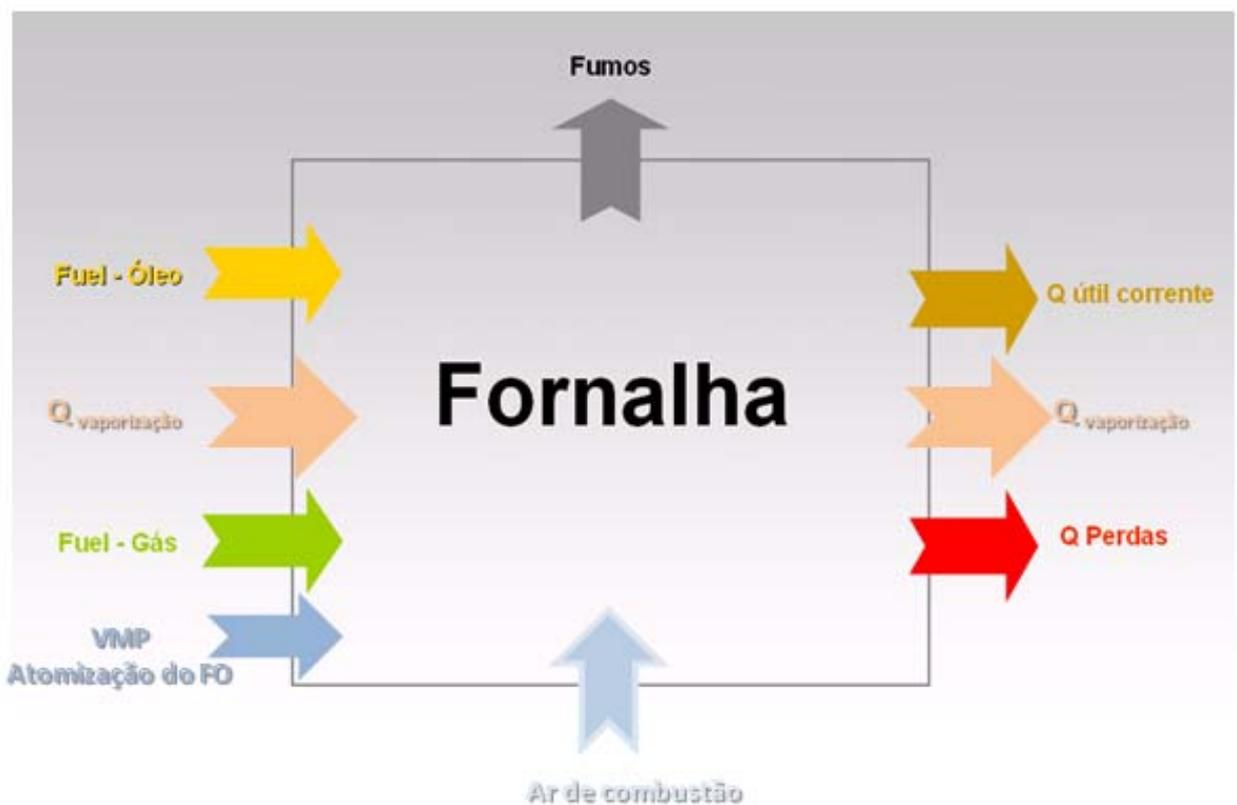 Fumos
Fuel - Óleo
Q útil corrente
Fornalha
Q vaporização
Q vaporização
Fuel - Gás
Q Perdas
VMP
Atomização do FO
Ar de combustão